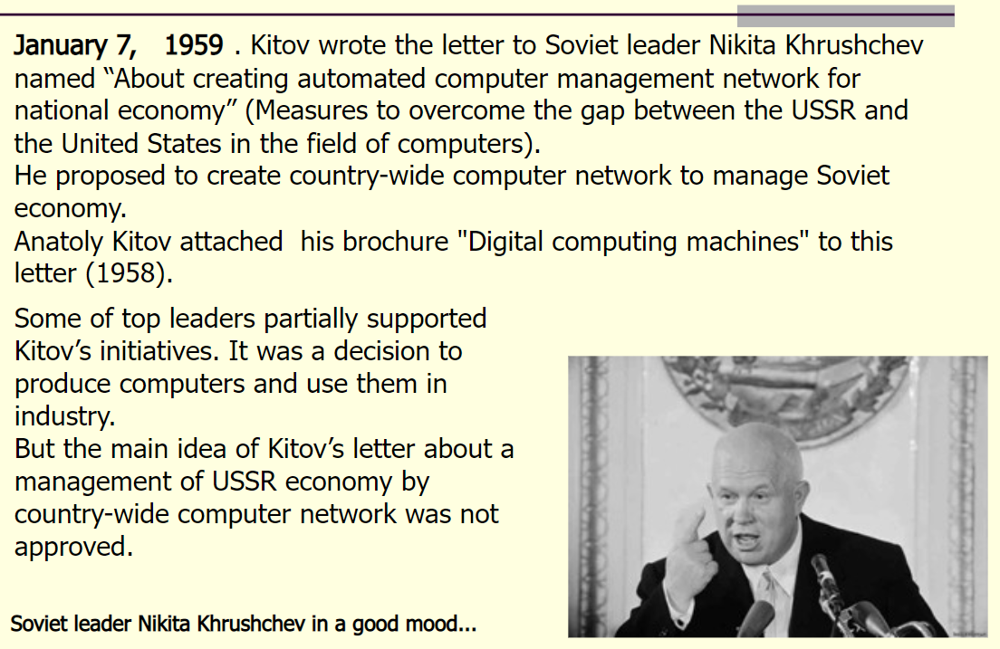 January 7, 1959 . Kitov wrote the letter to Soviet leader Nikita Khrushchev
named “About creating automated computer management network for
national economy” (Measures to overcome the gap between the USSR and
the United States in the field of computers).
He proposed to create country-wide computer network to manage Soviet
economy.
Anatoly Kitov attached his brochure "Digital computing machines" to this
letter (1958).
Some of top leaders partially supported
Kitov’s initiatives. It was a decision to
produce computers and use them in
industry.
But the main idea of Kitov’s letter about a
management of USSR economy by
country-wide computer network was not
approved.
Soviet leader Nikita Khrushchev in a good mood...